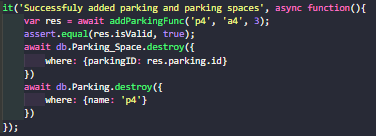 it('Successfuly added parking and parking spaces', async function(){
    var res = await addParkingFunc('p4', 'a4', 3);
    assert.equal(res.isValid, true);
    await db.Parking_Space.destroy({
        where: {parkingID: res.parking.id}
    })
    await db.Parking.destroy({
        where: {name: 'p4'}
    })
});